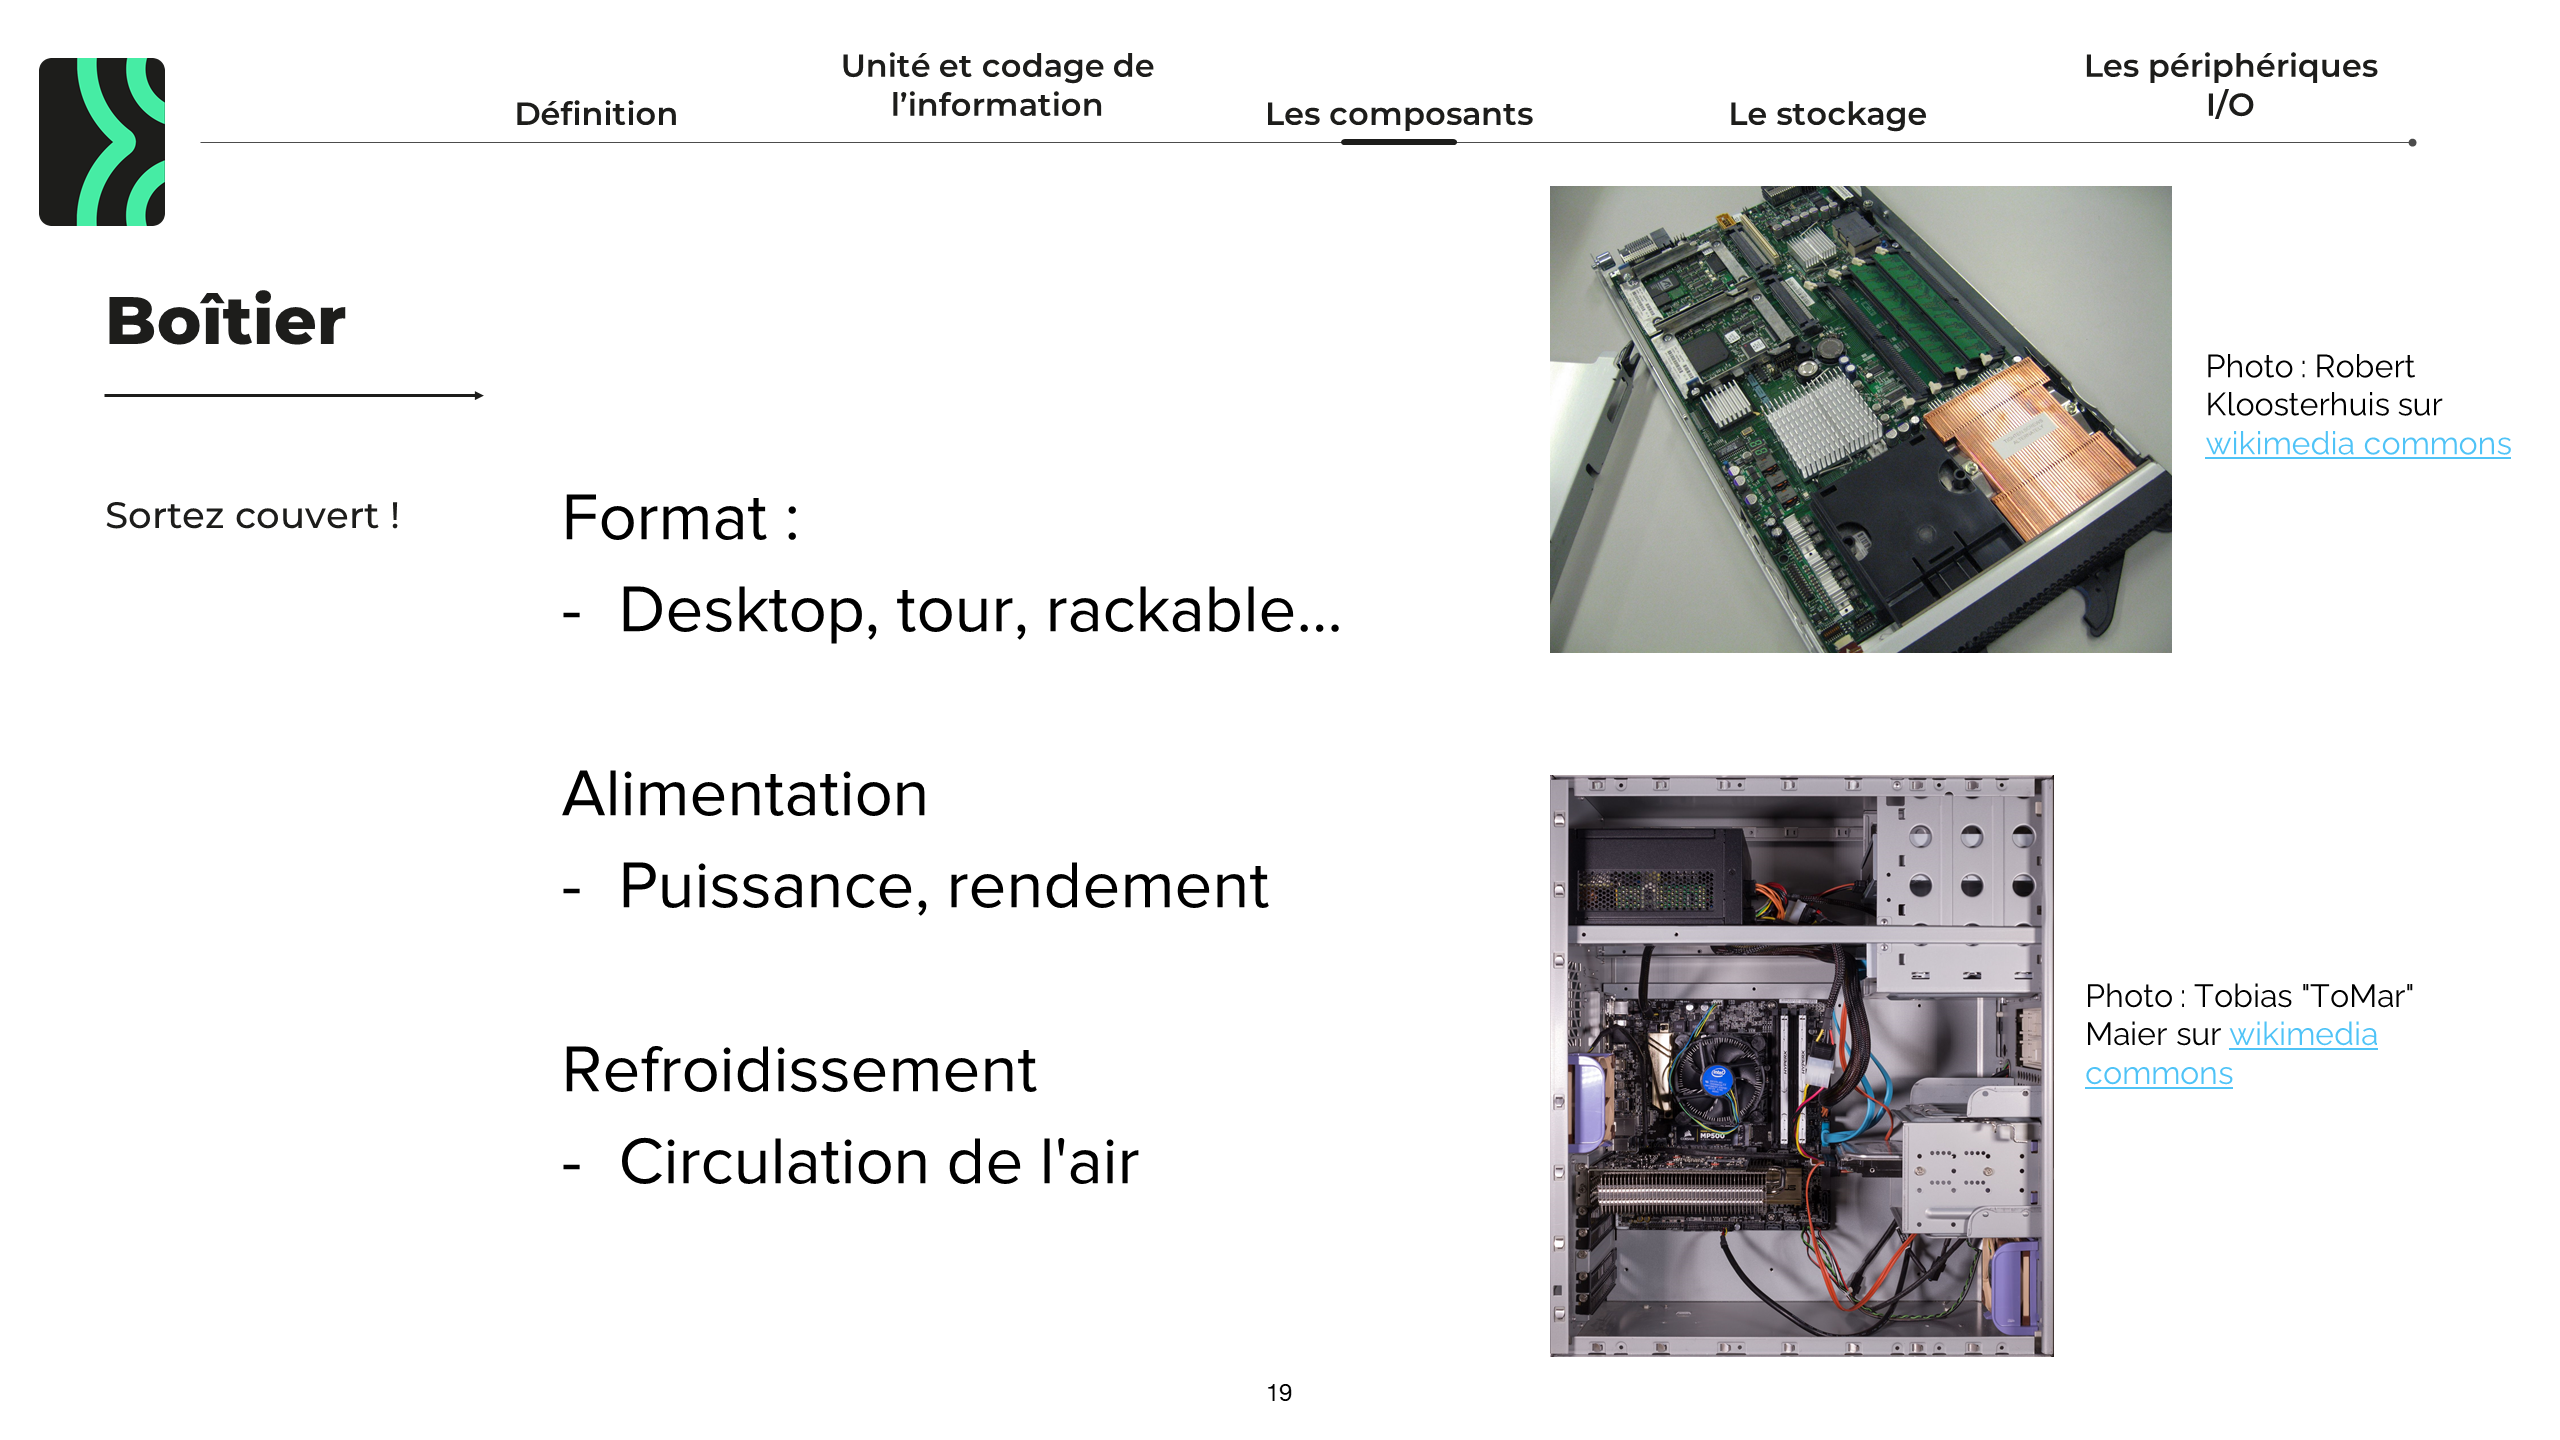 Unité et codage de
l'information
Les périphériques
I/O
Définition
Les composants
Le stockage
Boîtier
Sortez couvert !
Format :
- Desktop, tour, rackable...
Alimentation
- Puissance, rendement
Refroidissement
- Circulation de l'air
Photo : Robert
Kloosterhuis sur
wikimedia commons
intel
MP500
Photo : Tobias "ToMar"
Maier sur wikimedia
commons
19